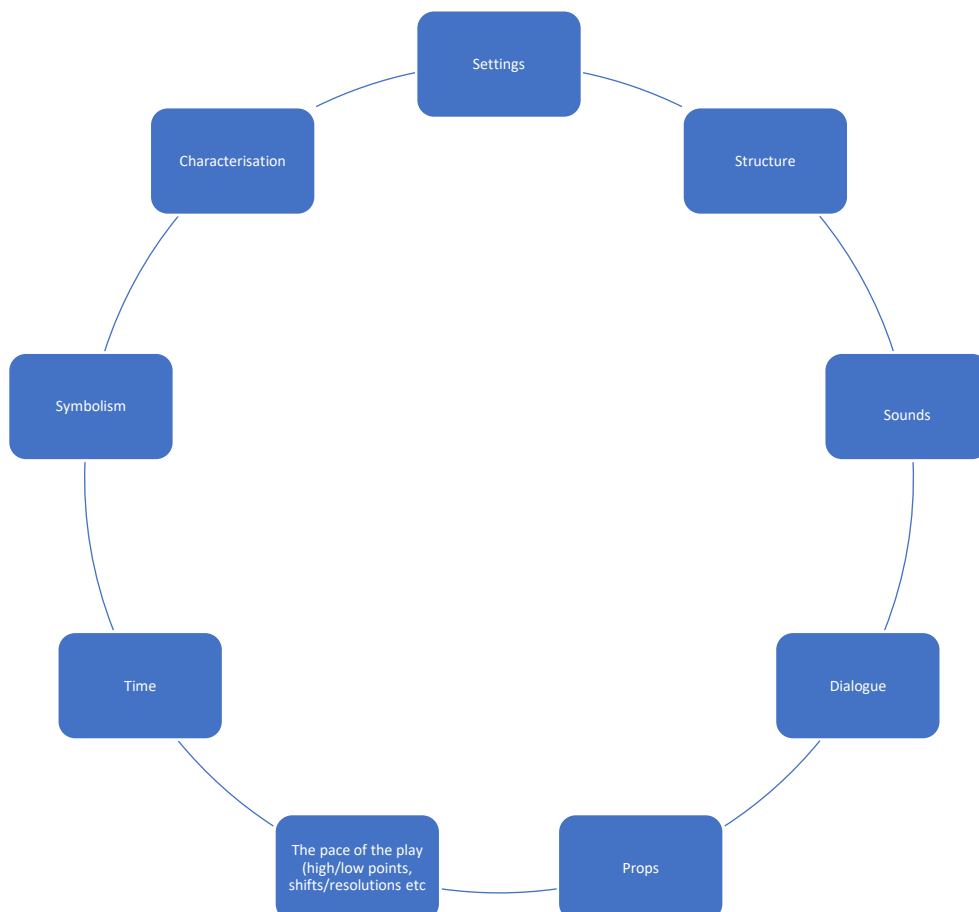 Settings
Structure
Sounds
Dialogue
Props
The pace of the play
(high/low points,
shifts/resolutions etc
Time
Symbolism
Characterisation